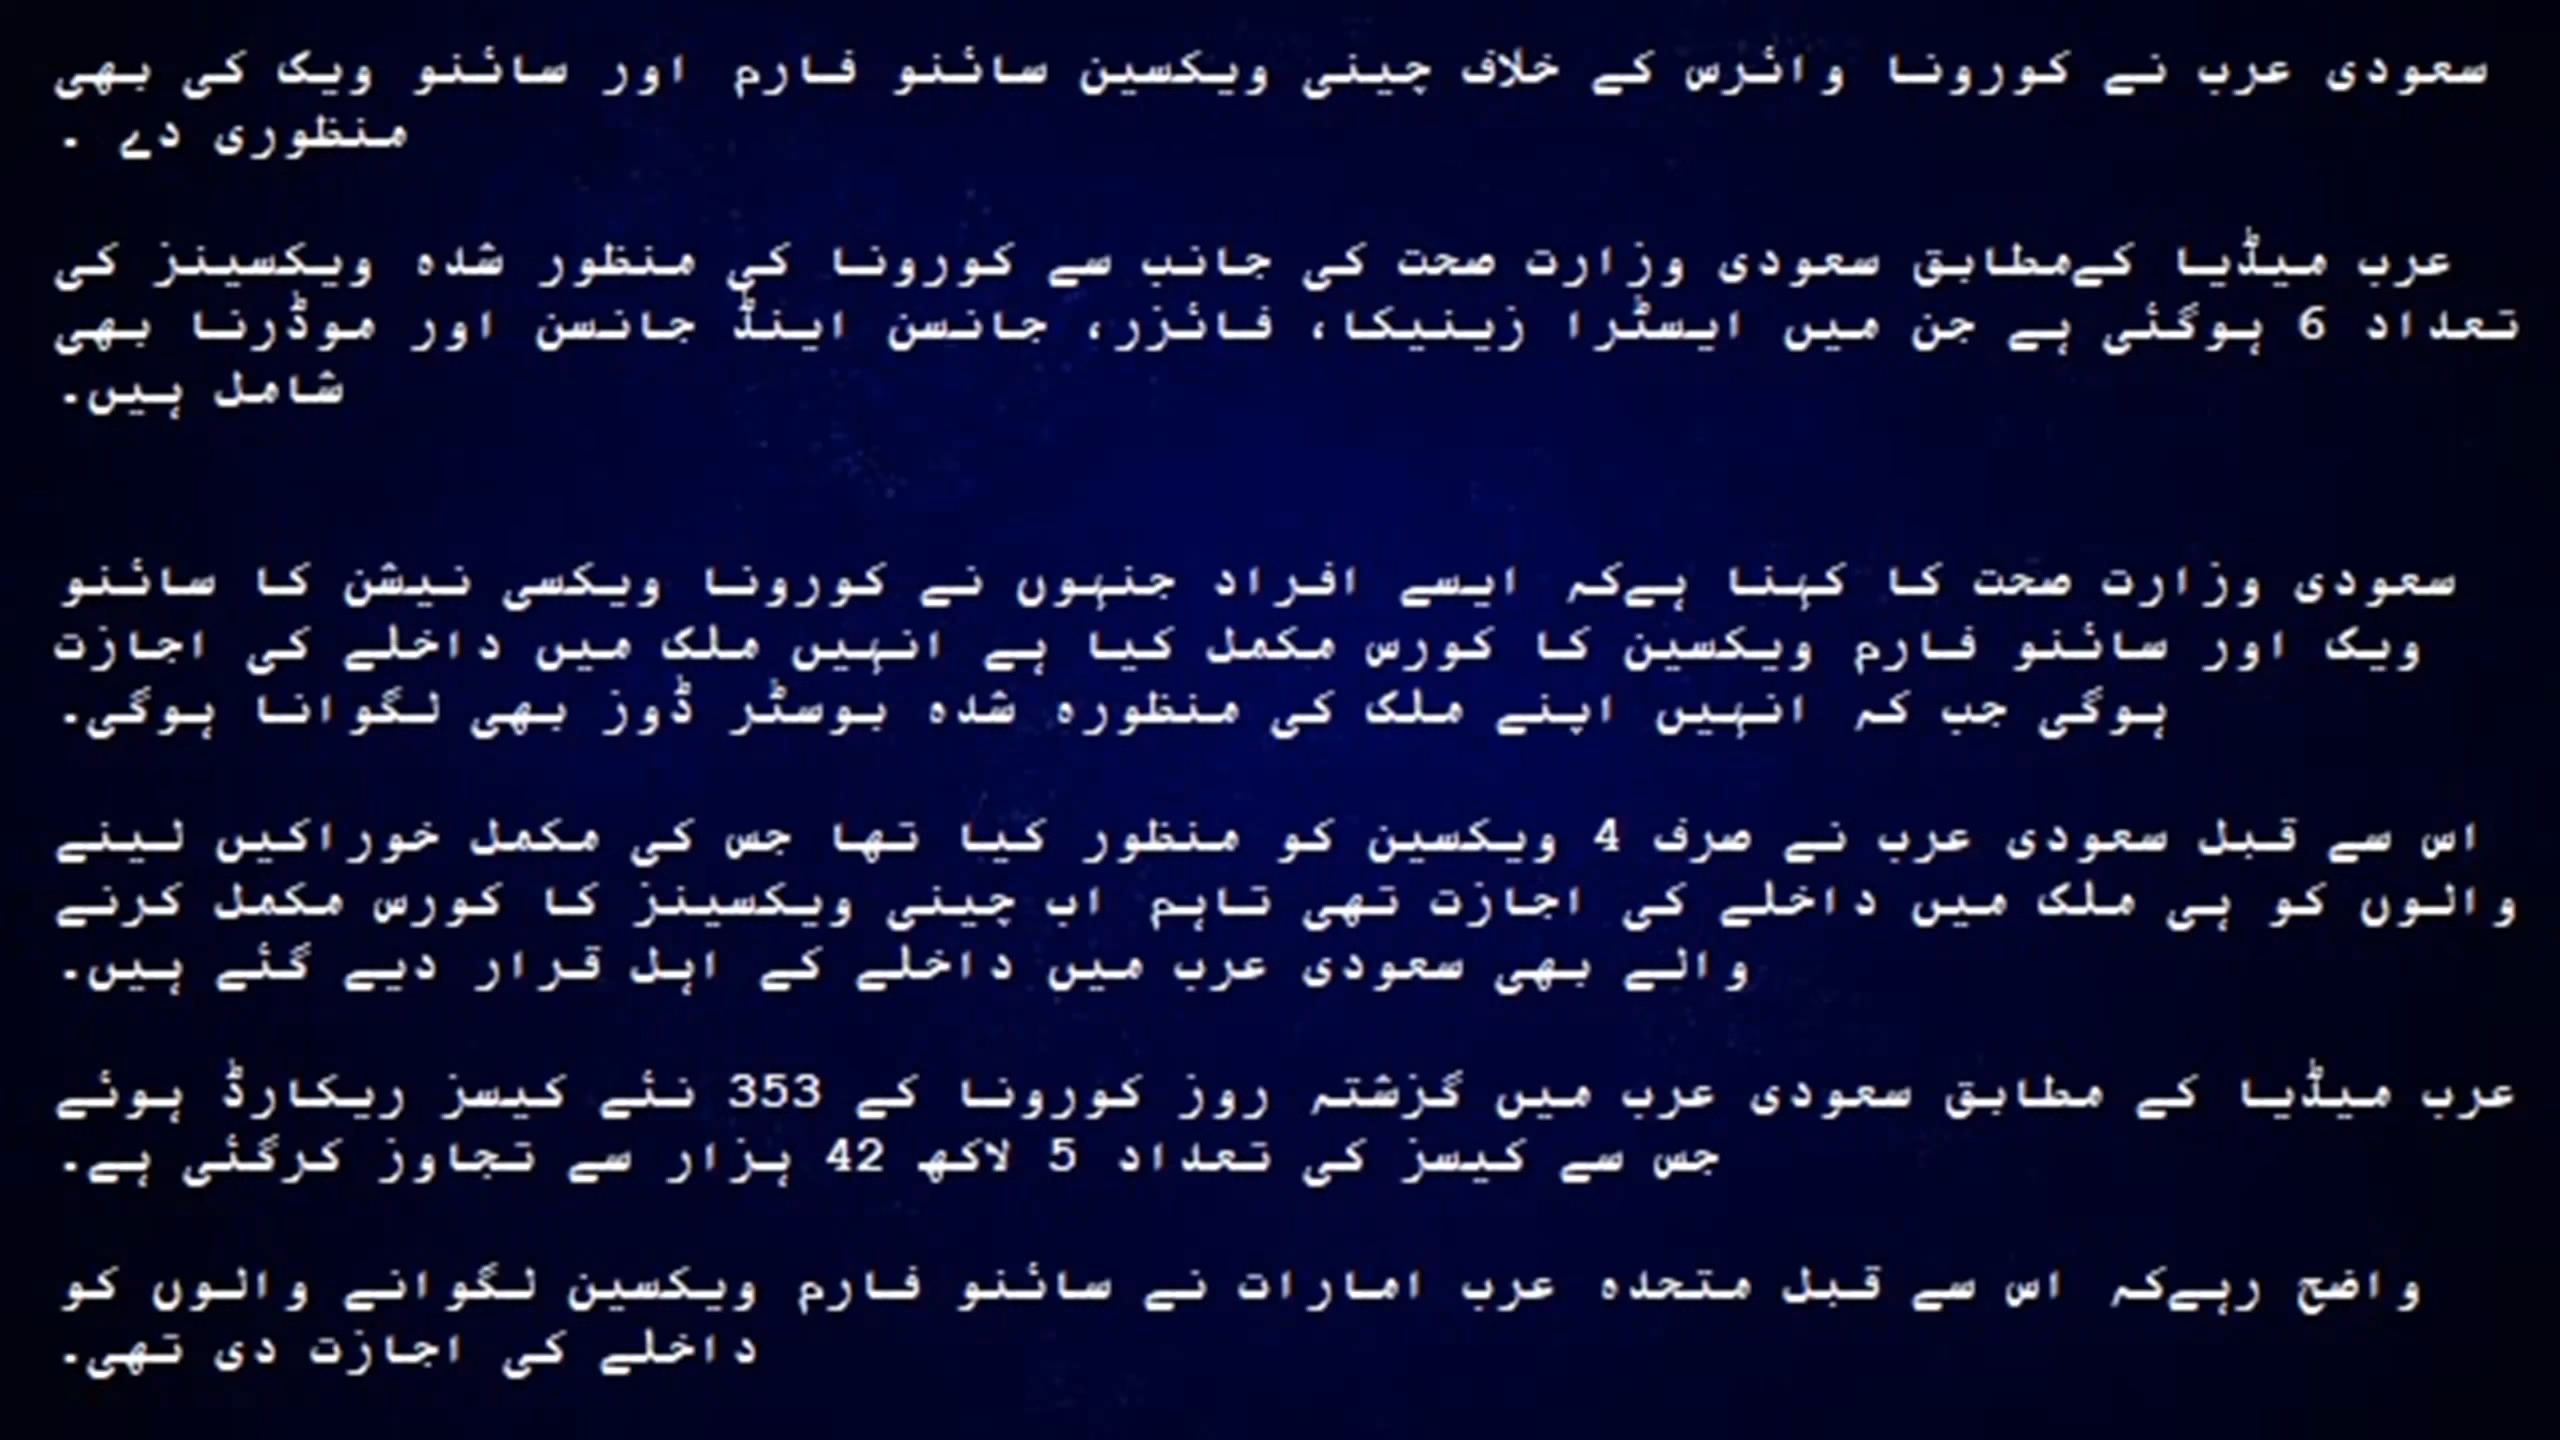 سعودی عرب نے کورونا وائرس کے خلاف چینی ویکسین سائنو فارم اور سائنو ویک کی بھی
منظوری دے ۔
عرب میڈیا کےمطابق سعودی وزارت صحت کی جانب سے کورونا کی منظور شدہ ویکسینز کی
تعداد 6 ہوگئی ہے جن میں ایسٹرا زینیکا، فائزر، جانسن اینڈ جانسن اور موڈرنا بھی
شامل ہیں۔
سعودی وزارت صحت کا کہنا ہےکہ ایسے افراد جنہوں نے کورونا ویکسی نیشن کا سائنو
ویک اور سائنو فارم ویکسین کا کورس مکمل کیا ہے انہیں ملک میں داخلے کی اجازت
ہوگی جب کہ انہیں اپنے ملک کی منظورہ شدہ بوسٹر ڈوز بھی لگوانا ہوگی۔
اس سے قبل سعودی عرب نے صرف 4 ویکسین کو منظور کیا تھا جس کی مکمل خوراکیں لینے
والوں کو ہی ملک میں داخلے کی اجازت تھی تاہم اب چینی ویکسینز کا کورس مکمل کرنے
والے بھی سعودی عرب میں داخلے کے اہل قرار دیے گئے ہیں۔
عرب میڈیا کے مطابق سعودی عرب میں گزشتہ روز کورونا کے 353 نئے کیسز ریکارڈ ہوئے
جس سے کیسز کی تعداد 5 لاکھ 42 ہزار سے تجاوز کرگئی ہے۔
واضح رہےکہ اس سے قبل متحدہ عرب امارات نے سائنو فارم ویکسین لگوانے والوں کو
داخلے کی اجازت دی تھی۔